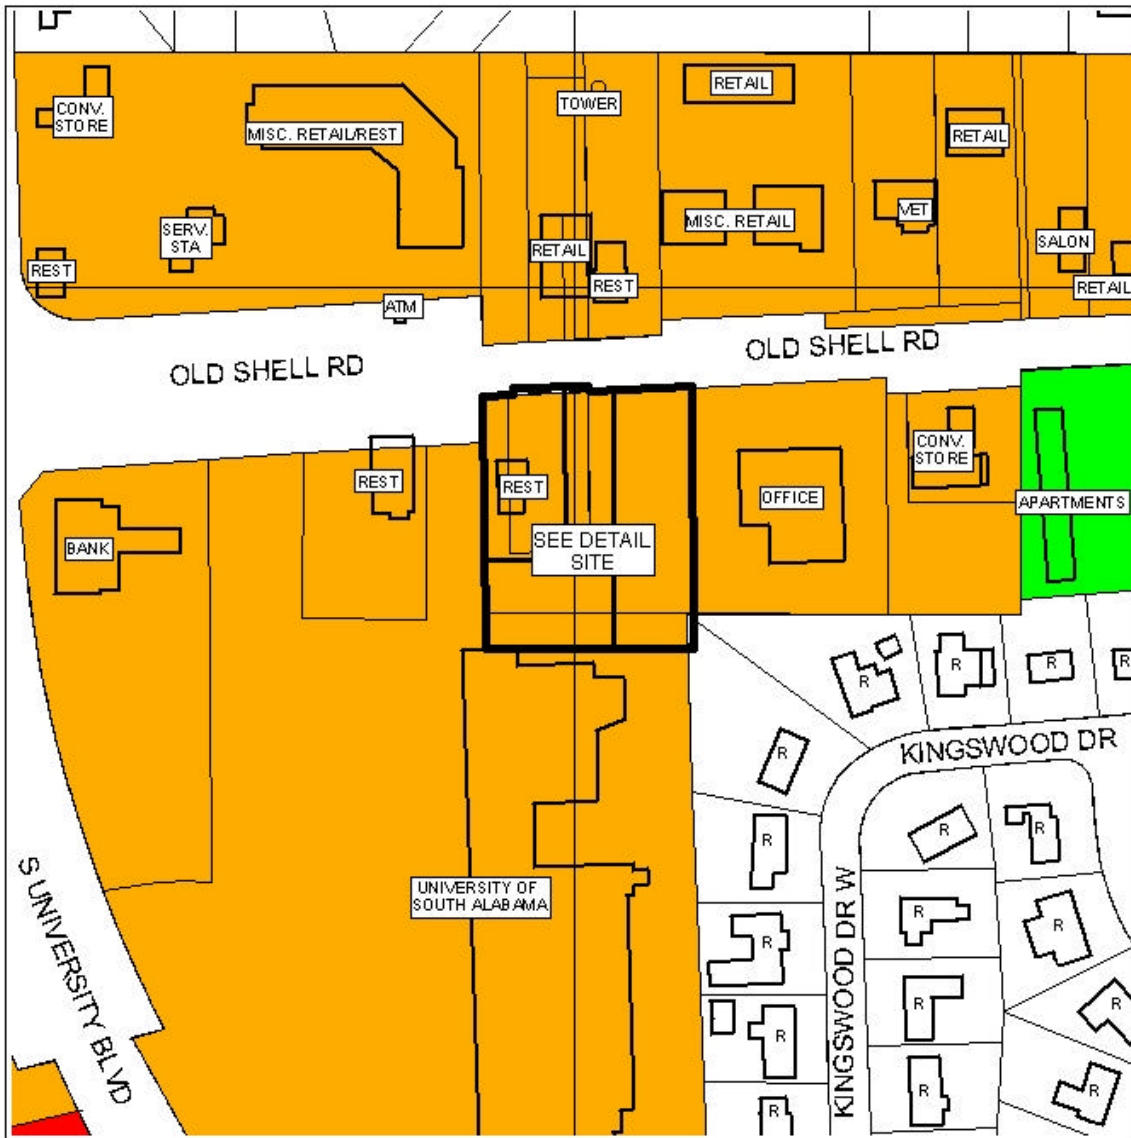 RETAIL
CONV.
STORE
TOWER
MISC. RETAIL/REST
RETAIL
SERV.
STA
MISC. RETAIL
VET
RETAIL
SALON
REST
REST
RETAIL
ATM
OLD SHELL RD
OLD SHELL RD
REST
REST
OFFICE
CONV.
STORE
APARTMENTS
BANK
SEE DETAIL
SITE
R
R
R
R
R
KINGSWOOD DR
R
R
R
UNIVERSITY OF
SOUTH ALABAMA
R
R
R
R
R
R
R
R
R
S UNIVERSITY BLVD
KINGSWOOD DR W